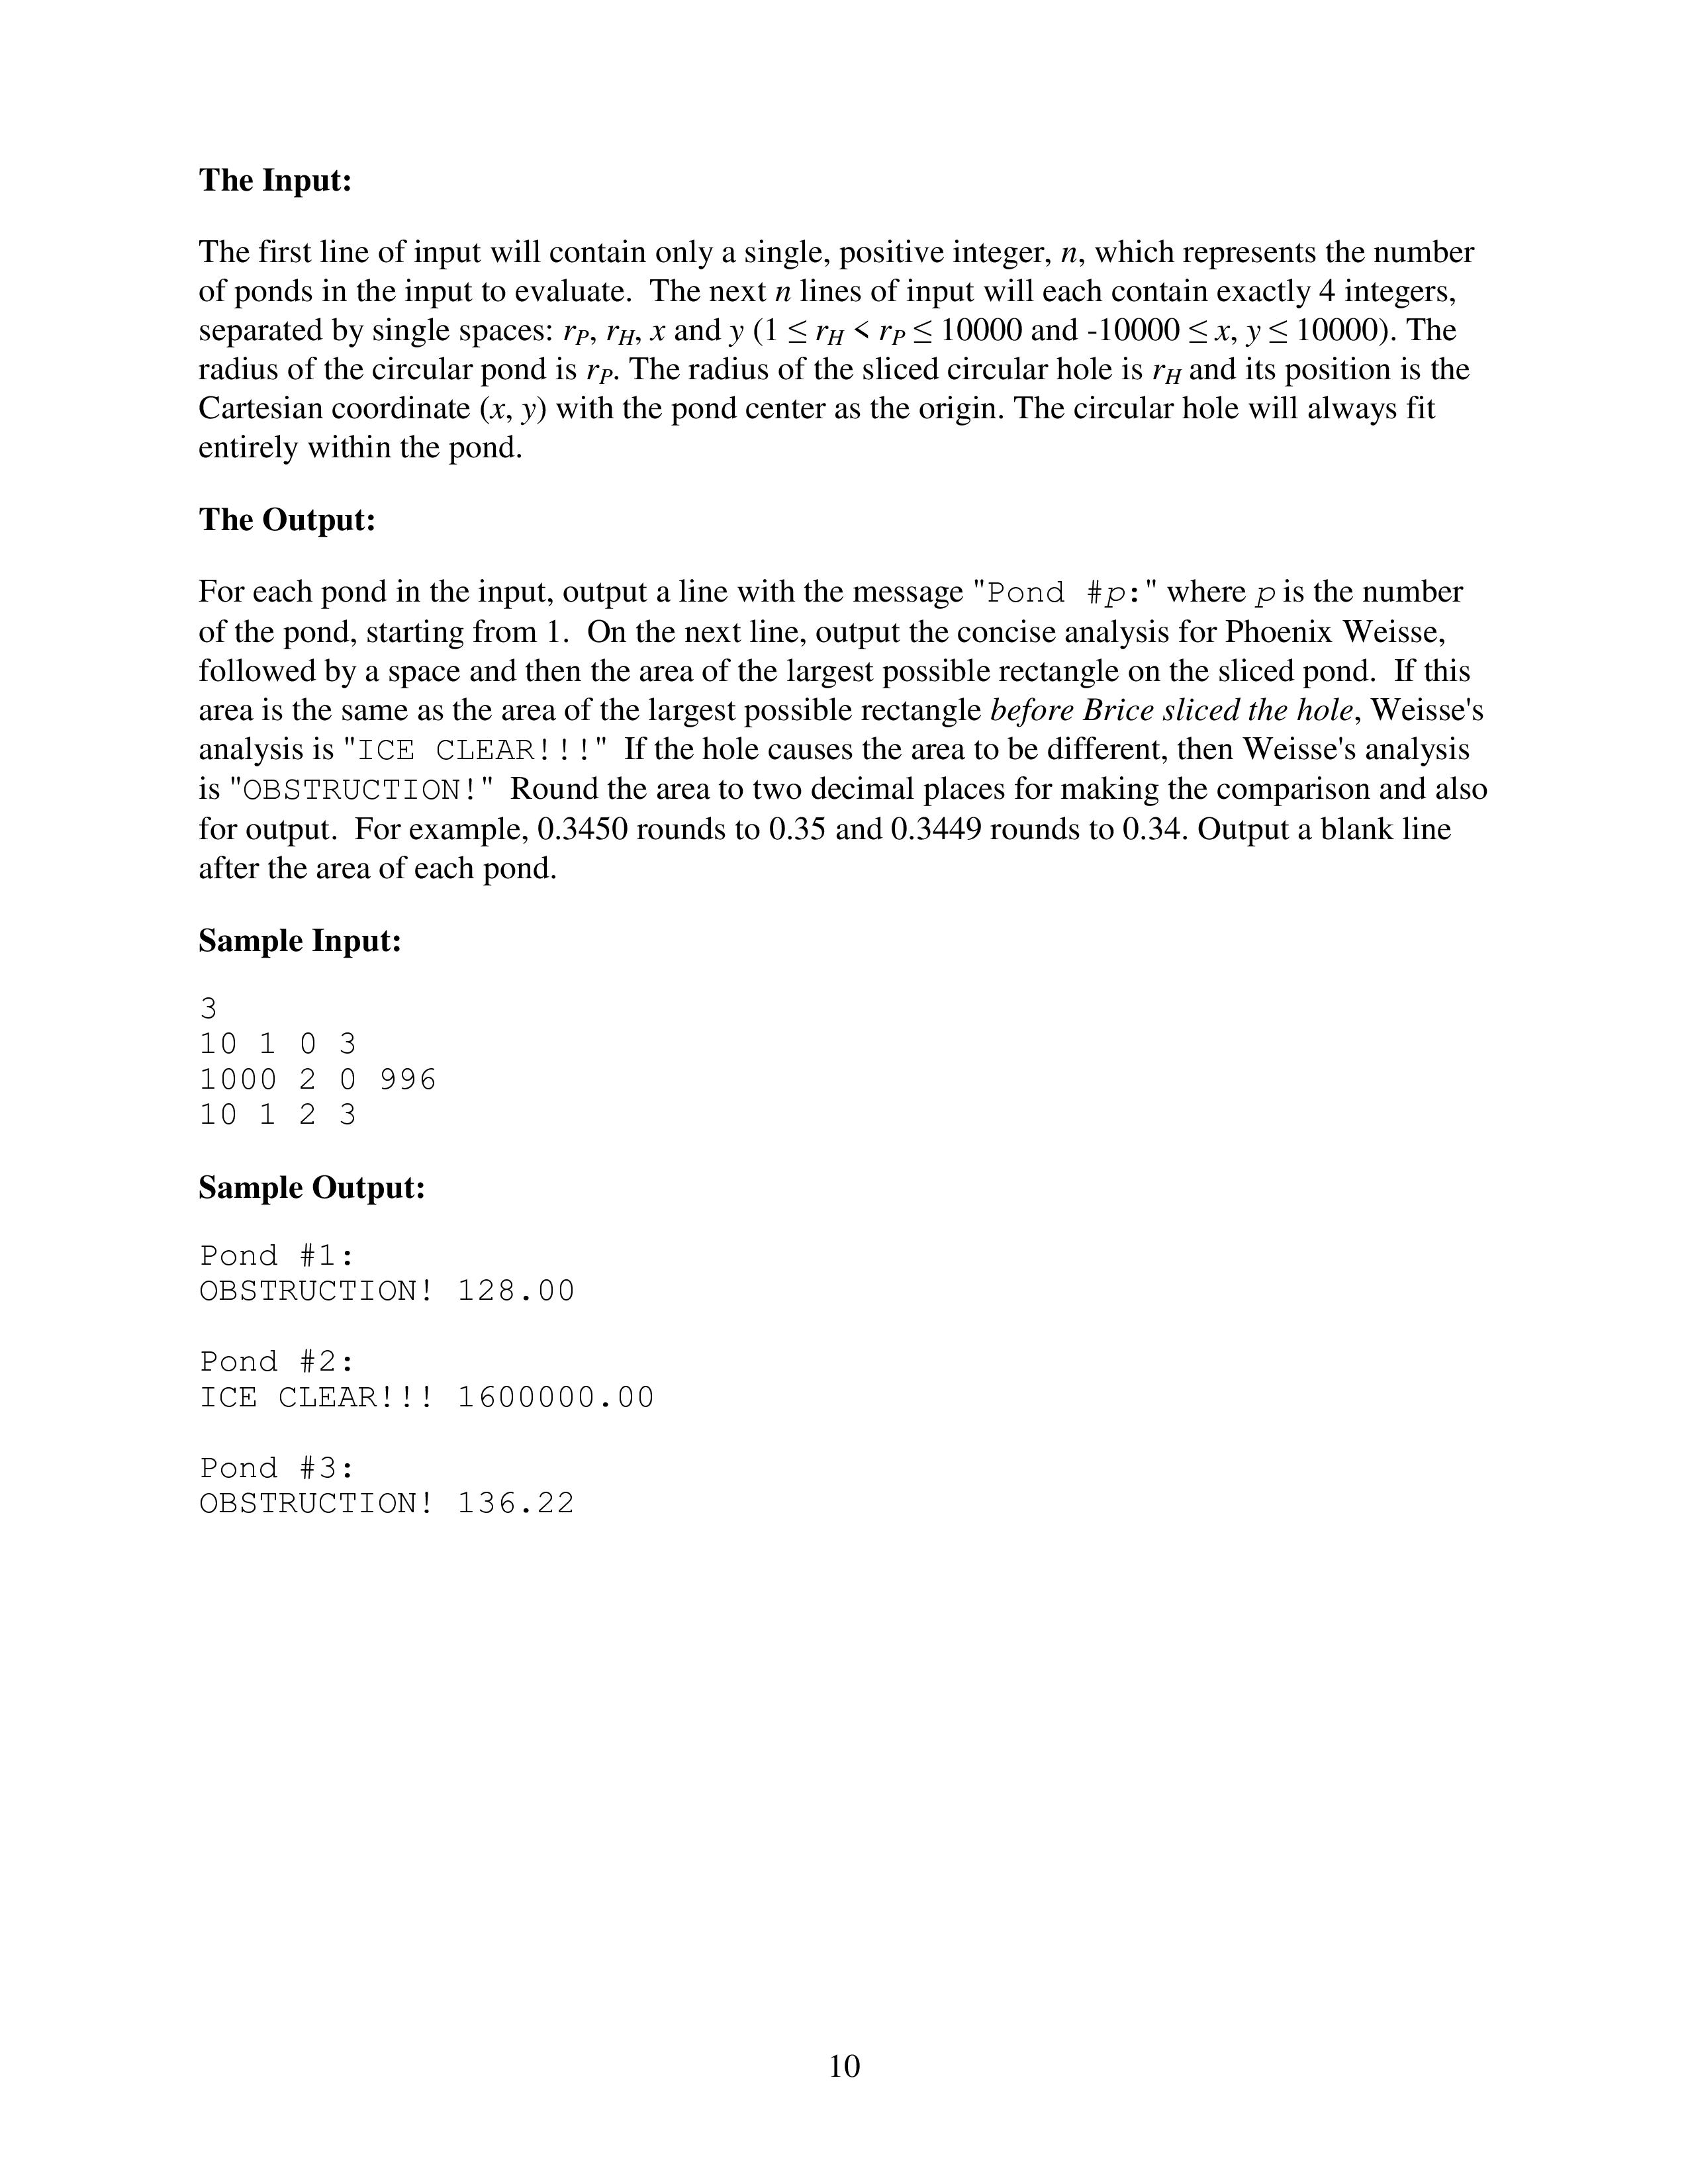 The Input:
The first line of input will contain only a single, positive integer, n, which represents the number
of ponds in the input to evaluate.  The next n lines of input will each contain exactly 4 integers,
separated by single spaces: rP, rH, x and y (1 ≤ rH < rP ≤ 10000 and -10000 ≤ x, y ≤ 10000). The
radius of the circular pond is rP. The radius of the sliced circular hole is rH and its position is the
Cartesian coordinate (x, y) with the pond center as the origin. The circular hole will always fit
entirely within the pond.
The Output:
For each pond in the input, output a line with the message "Pond #p:" where p is the number
of the pond, starting from 1.  On the next line, output the concise analysis for Phoenix Weisse,
followed by a space and then the area of the largest possible rectangle on the sliced pond.  If this
area is the same as the area of the largest possible rectangle before Brice sliced the hole, Weisse's
analysis is "ICE CLEAR!!!"  If the hole causes the area to be different, then Weisse's analysis
is "OBSTRUCTION!"  Round the area to two decimal places for making the comparison and also
for output.  For example, 0.3450 rounds to 0.35 and 0.3449 rounds to 0.34. Output a blank line
after the area of each pond.
Sample Input:
3
10 1 0 3
1000 2 0 996
10 1 2 3
Sample Output:
Pond #1:
OBSTRUCTION! 128.00
Pond #2:
ICE CLEAR!!! 1600000.00
Pond #3:
OBSTRUCTION! 136.22
10